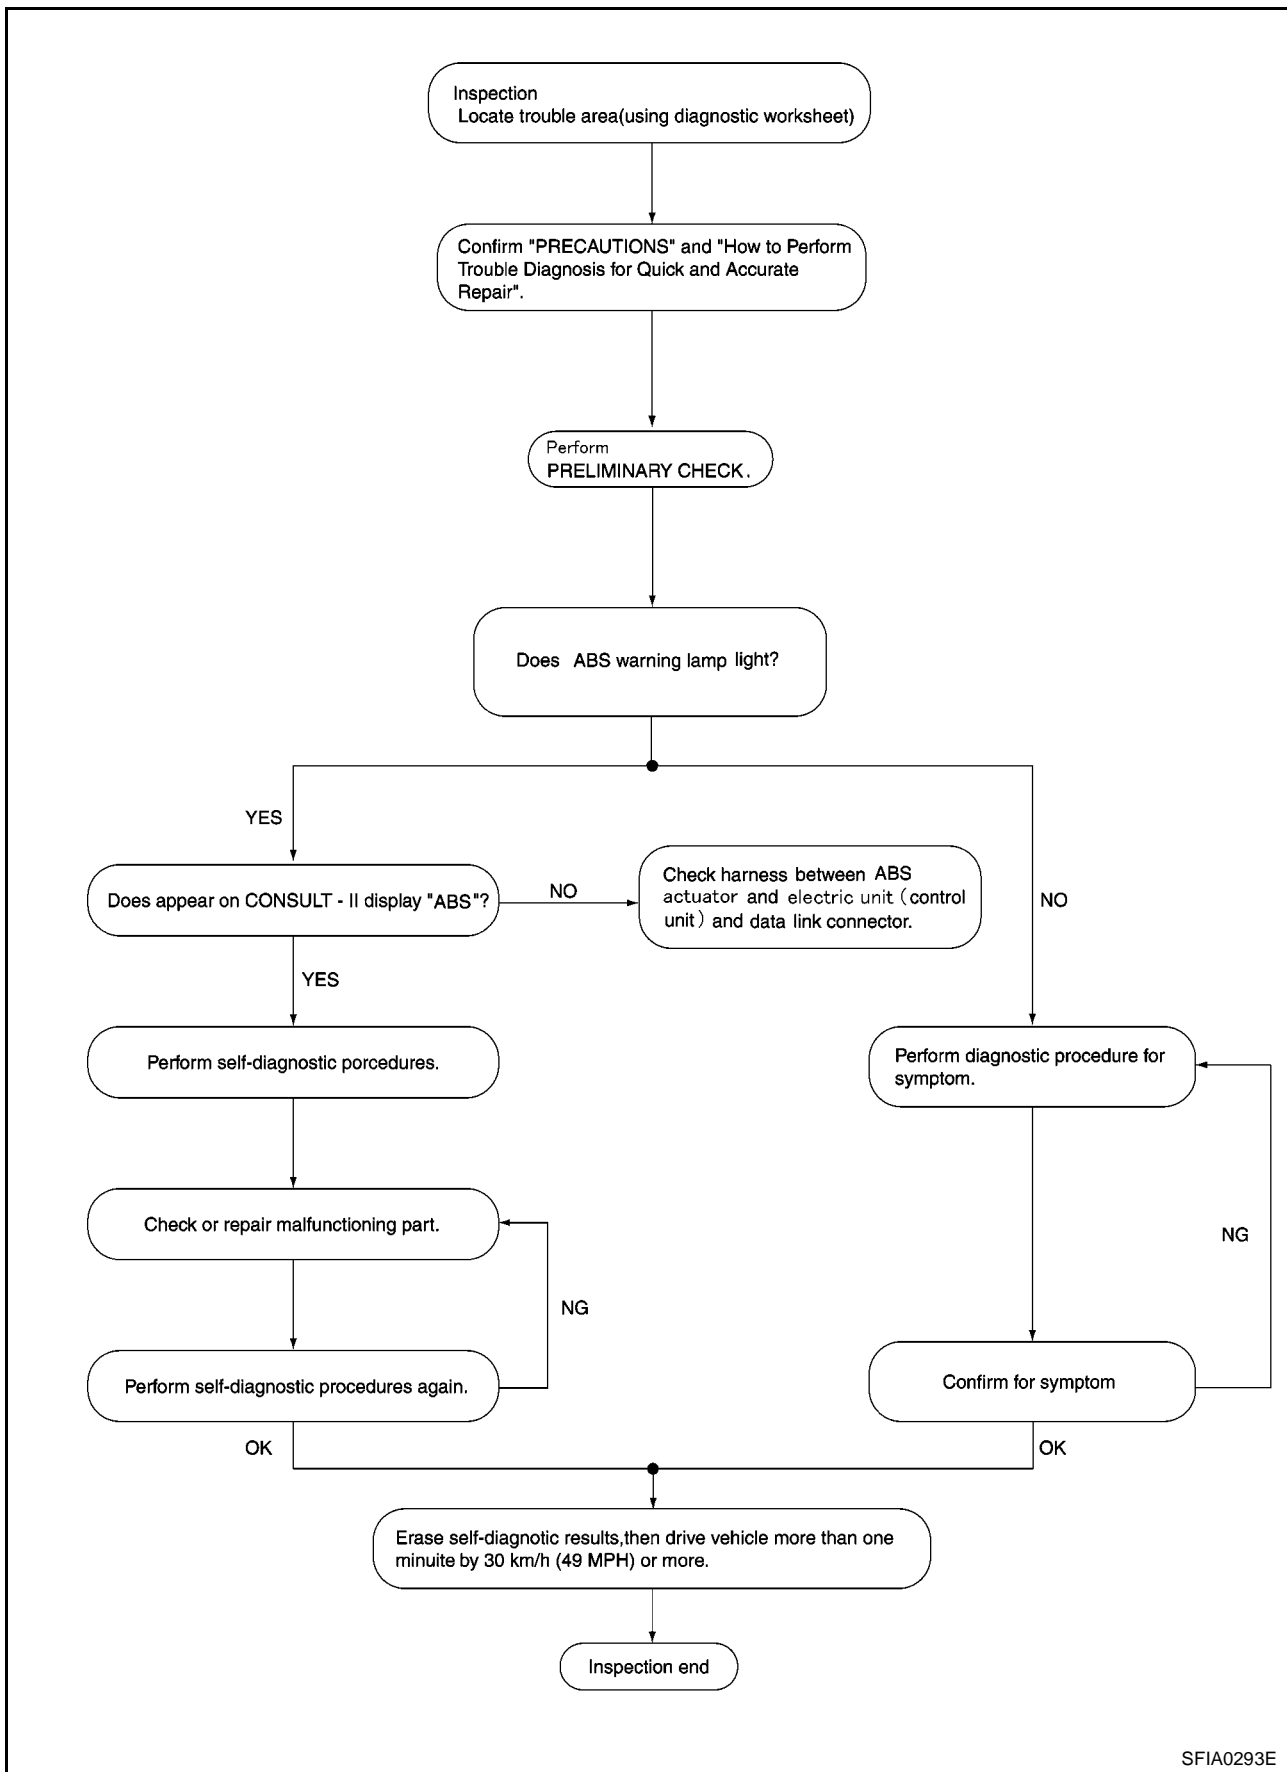 Inspection
Locate trouble area(using diagnostic worksheet)
Confirm "PRECAUTIONS" and "How to Perform
Trouble Diagnosis for Quick and Accurate
Repair".
Perform
PRELIMINARY CHECK.
Does ABS warning lamp light?
YES
Does appear on CONSULT - II display "ABS"?
NO
Check harness between ABS
actuator and electric unit (control
unit) and data link connector.
NO
YES
Perform self-diagnostic porcedures.
Perform diagnostic procedure for
symptom.
Check or repair malfunctioning part.
NG
NG
Perform self-diagnostic procedures again.
Confirm for symptom
OK
OK
Erase self-diagnotic results,then drive vehicle more than one
minuite by 30 km/h (49 MPH) or more.
Inspection end
SFIA0293E